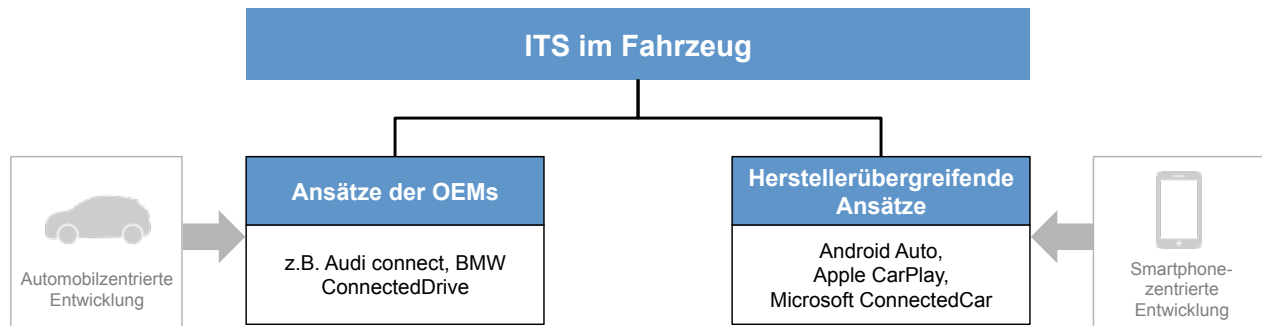 ITS im Fahrzeug
Ansätze der OEMs
z.B. Audi connect, BMW
ConnectedDrive
Herstellerübergreifende
Ansätze
Android Auto,
Apple CarPlay,
Microsoft ConnectedCar
Automobilzentrierte
Entwicklung
Smartphone-
zentrierte
Entwicklung